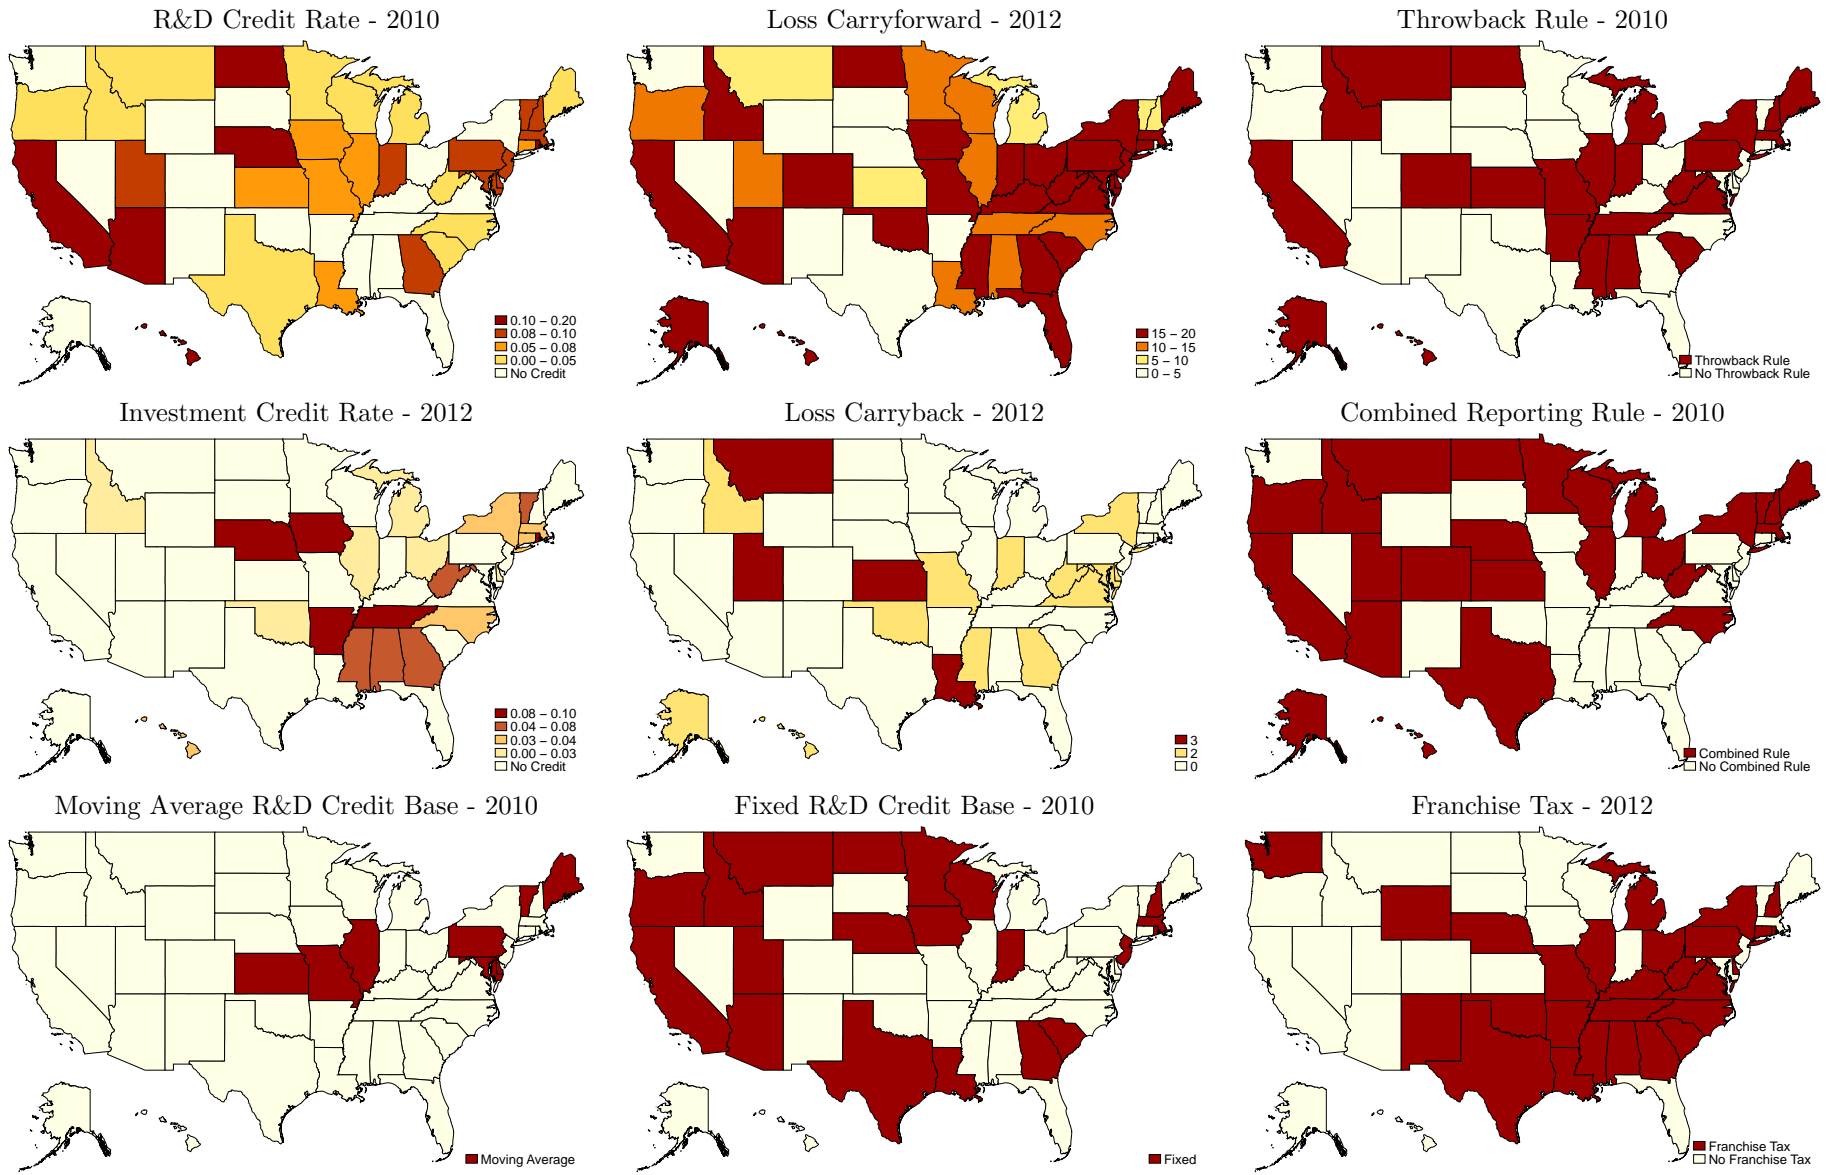 R&D Credit Rate - 2010
0.10 – 0.20
0.08 – 0.10
0.05 – 0.08
0.00 – 0.05
No Credit
Loss Carryforward - 2012
15 – 20
10 – 15
5 – 10
0 – 5
Throwback Rule - 2010
Throwback Rule
No Throwback Rule
Investment Credit Rate - 2012
0.08 – 0.10
0.04 – 0.08
0.03 – 0.04
0.00 – 0.03
No Credit
Loss Carryback - 2012
3
2
0
Combined Reporting Rule - 2010
Combined Rule
No Combined Rule
Moving Average R&D Credit Base - 2010
Moving Average
Fixed R&D Credit Base - 2010
Fixed
Franchise Tax - 2012
Franchise Tax
No Franchise Tax